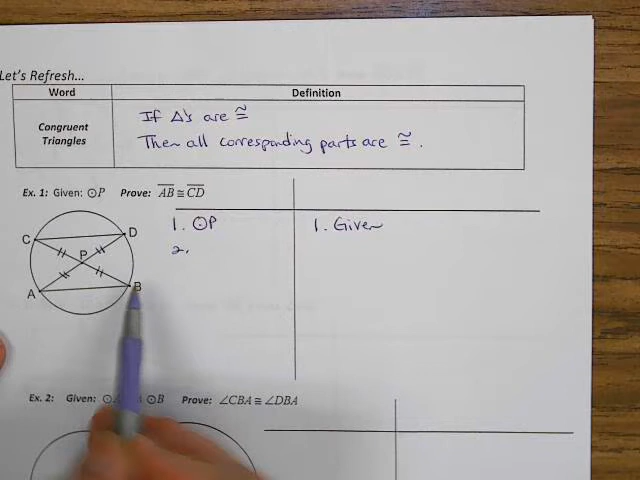 Let's Refresh...
Word Definition
Congruent Triangles
If Δ's are ≅
Then all corresponding parts are ≅.
Ex. 1: Given: ⊙P Prove: AB ≅ CD
1. ⊙P 1. Given
2.
C D
P
A B
Ex. 2: Given: ⊙B Prove: ∠CBA ≅ ∠DBA